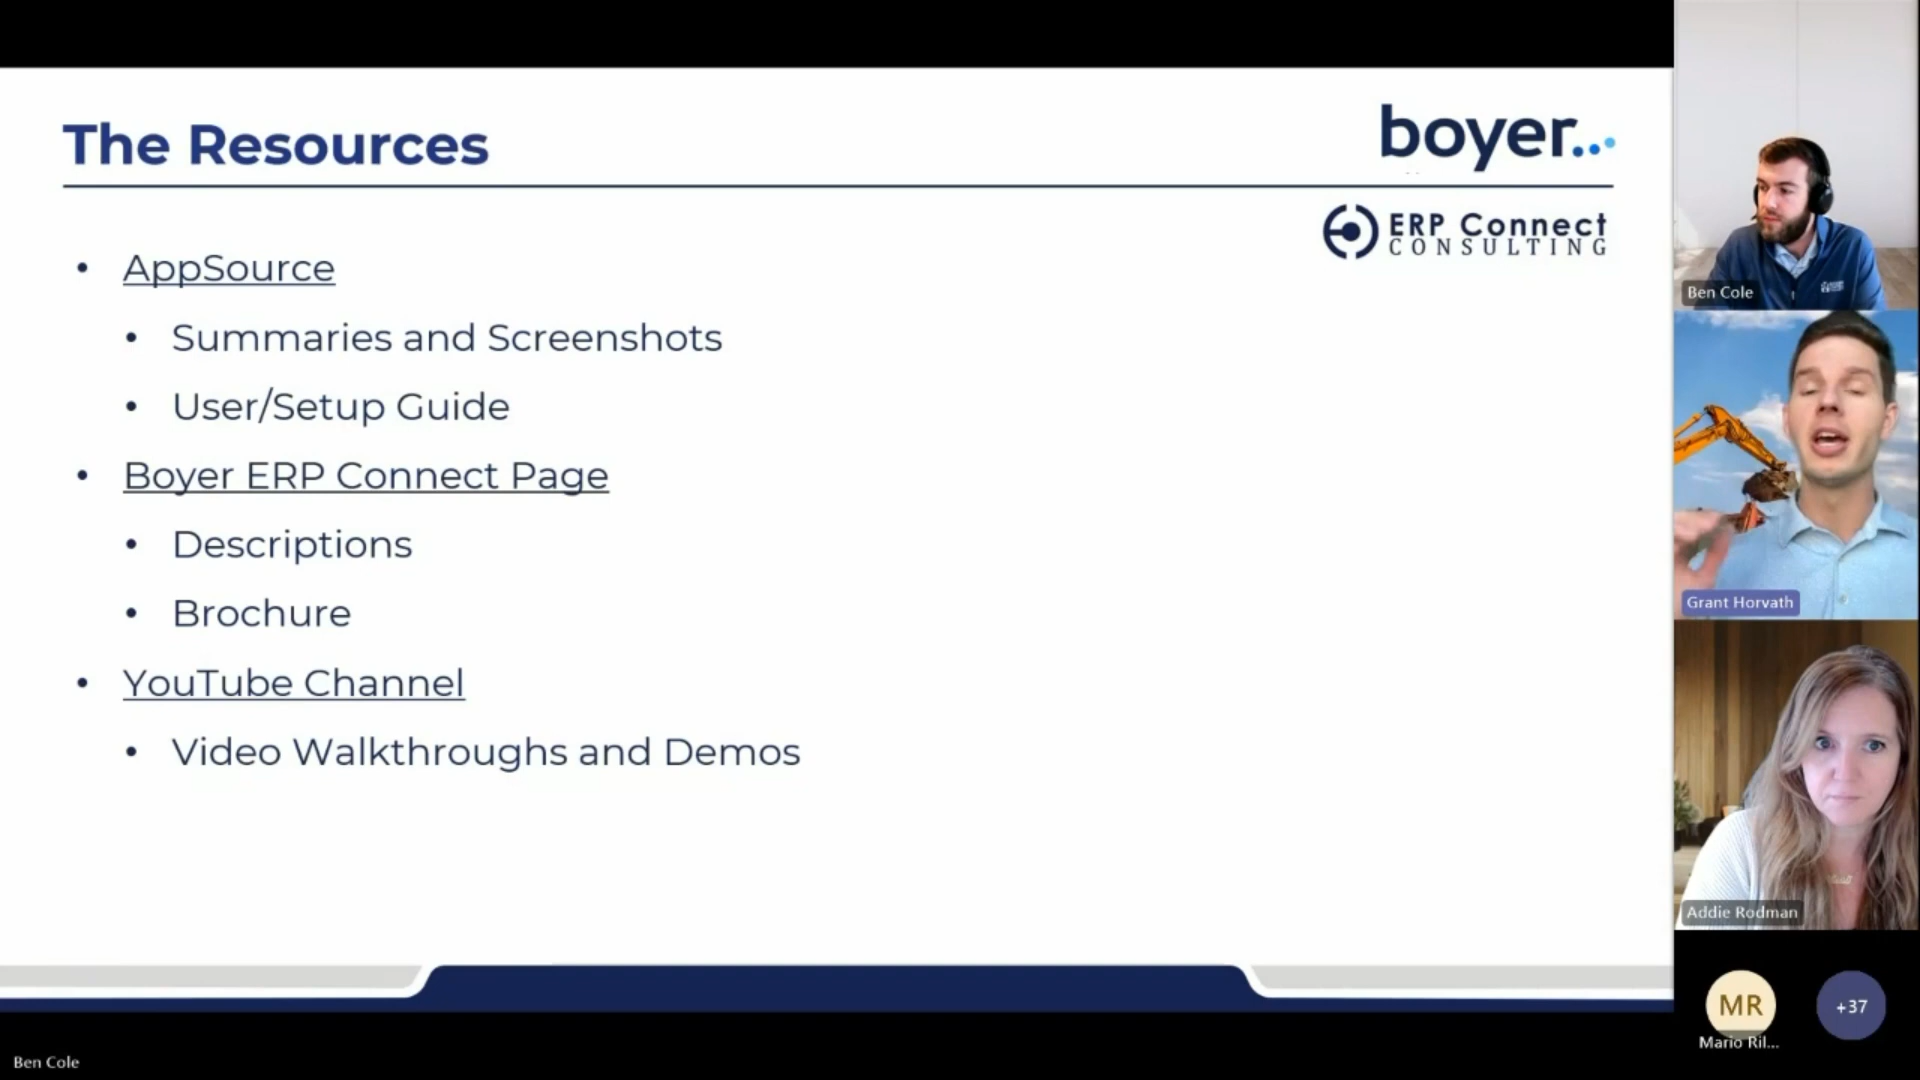 The Resources
boyer...
ERP Connect
CONSULTING
• AppSource
• Summaries and Screenshots
• User/Setup Guide
• Boyer ERP Connect Page
• Descriptions
• Brochure
• YouTube Channel
• Video Walkthroughs and Demos
Ben Cole
Grant Horvath
Addie Rodman
MR
+37
Mario Ril...
Ben Cole